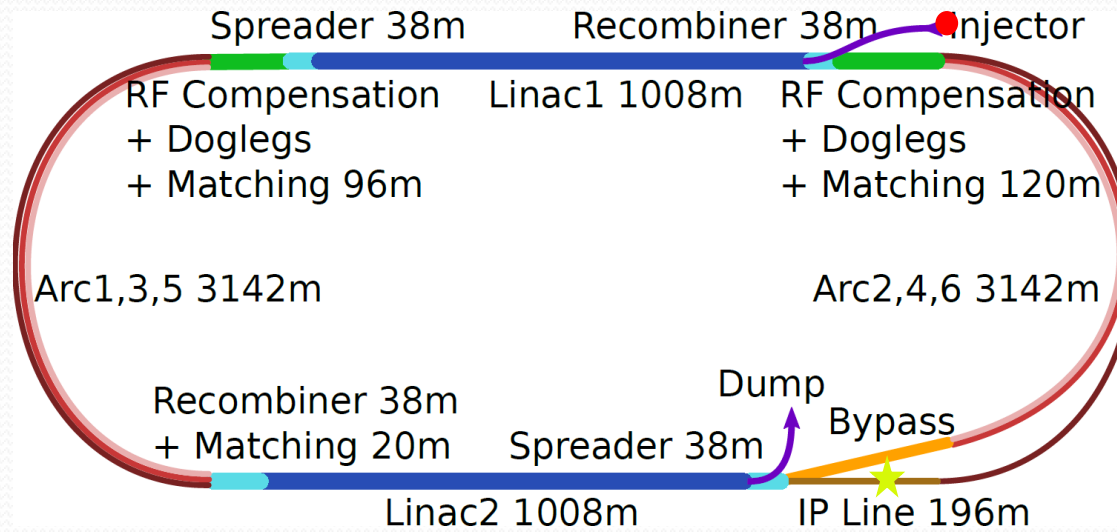 Spreader 38m
Recombiner 38m
Injector
RF Compensation
+ Doglegs
+ Matching 96m
Linac1 1008m
RF Compensation
+ Doglegs
+ Matching 120m
Arc1,3,5 3142m
Arc2,4,6 3142m
Recombiner 38m
+ Matching 20m
Spreader 38m
Dump
Bypass
Linac2 1008m
IP Line 196m